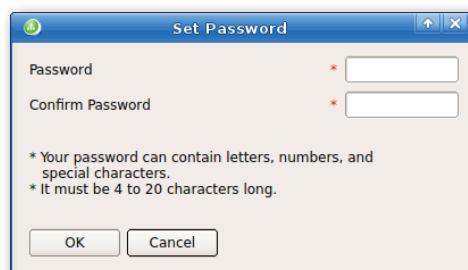 Set Password
Password *
Confirm Password *
* Your password can contain letters, numbers, and
special characters.
* It must be 4 to 20 characters long.
OK Cancel